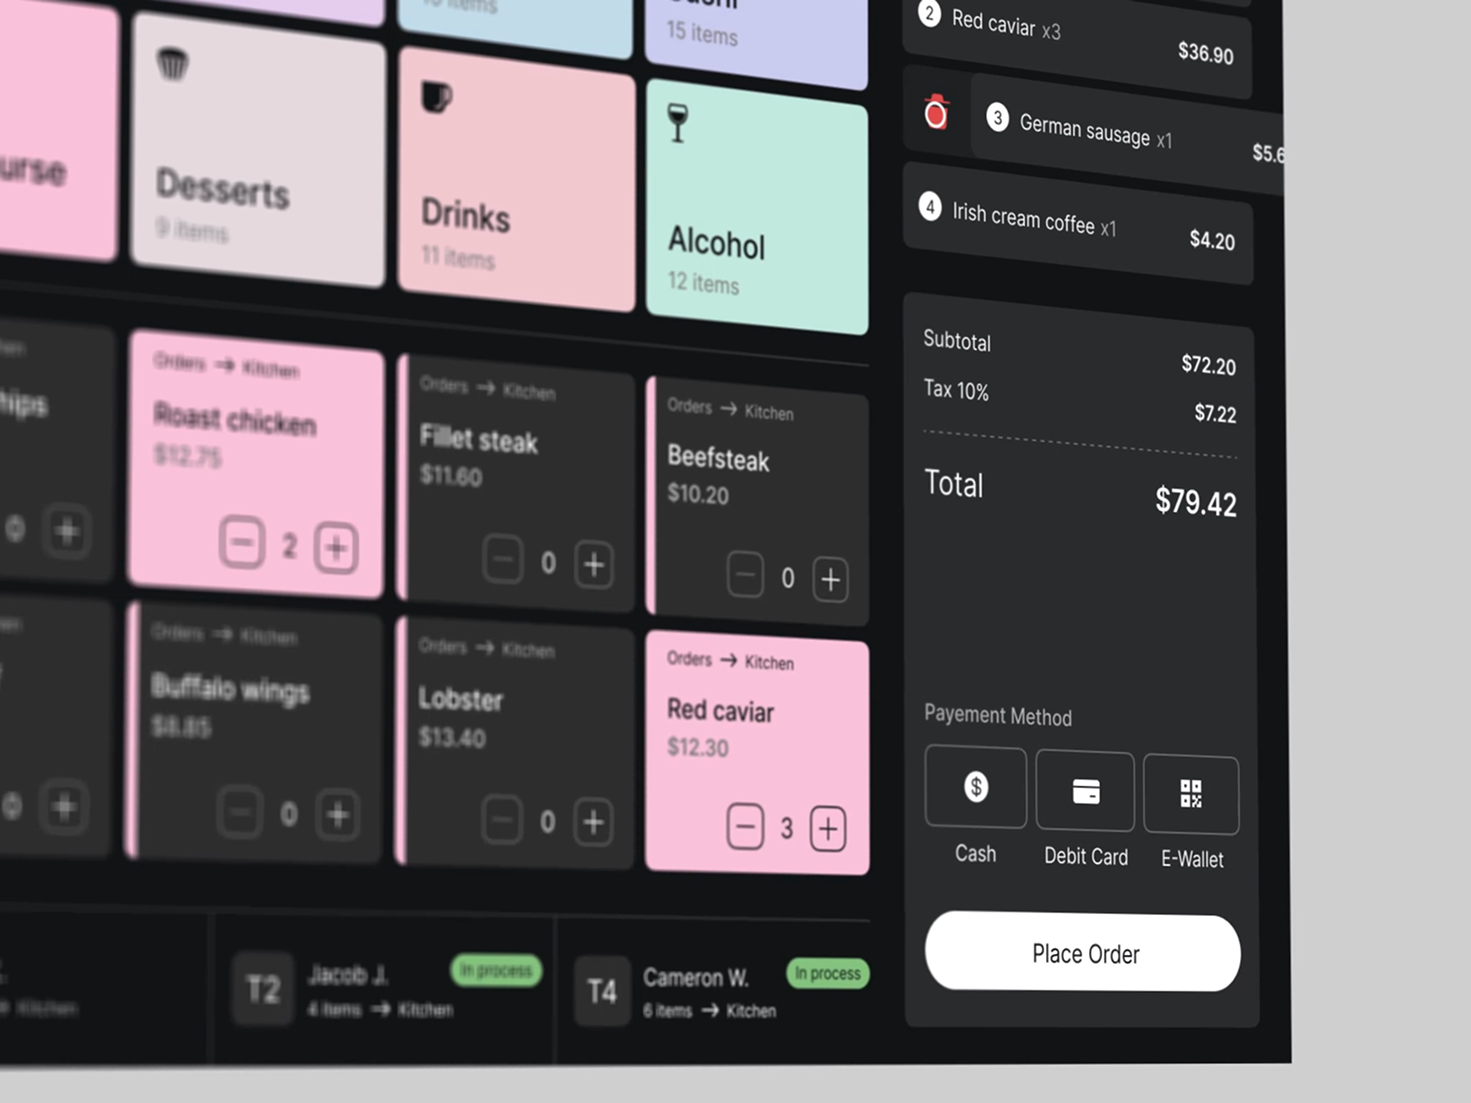 items
15 items
urse
Desserts
9 items
Drinks
11 items
Alcohol
12 items
hips
0
Orders → Kitchen
Roast chicken
$12.75
2
Orders → Kitchen
Fillet steak
$11.60
0
Orders → Kitchen
Beefsteak
$10.20
0
0
Orders → Kitchen
Buffalo wings
$8.85
0
Orders → Kitchen
Lobster
$13.40
0
Orders → Kitchen
Red caviar
$12.30
3
→ Kitchen
T2
Jacob J.
4 items → Kitchen
In process
T4
Cameron W.
6 items → Kitchen
In process
2 Red caviar x3
$36.90
3 German sausage x1
$5.6
4 Irish cream coffee x1
$4.20
Subtotal
$72.20
Tax 10%
$7.22
Total
$79.42
Payement Method
$
Cash
Debit Card
E-Wallet
Place Order